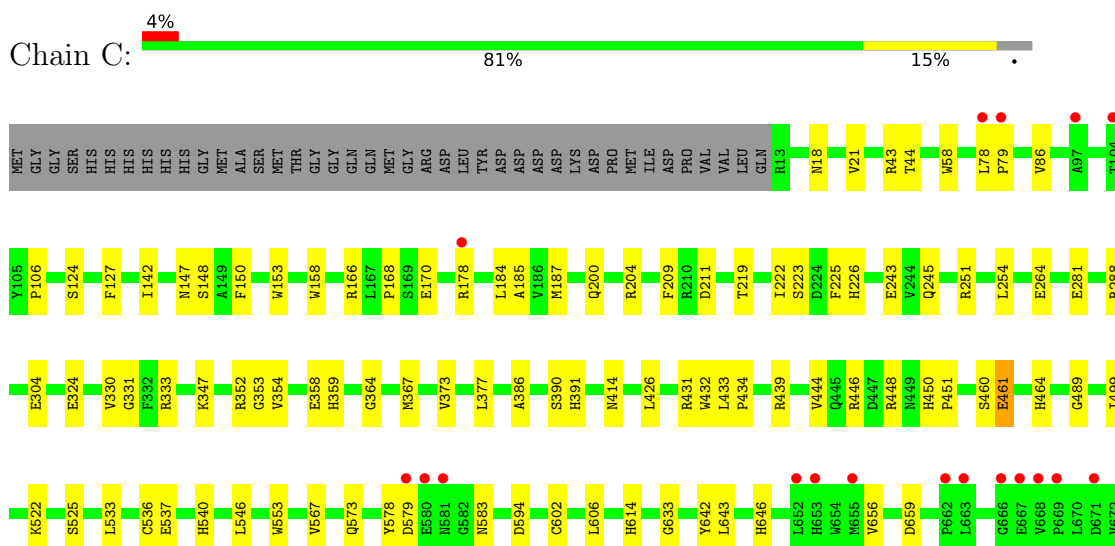 4%
Chain C:
81% 15% •
MET GLY GLY SER HIS HIS HIS HIS HIS HIS GLY MET ALA SER MET THR GLY GLY GLN GLN MET GLY ARG ASP LEU TYR ASP ASP ASP ASP LYS ASP PRO MET ILE ASP PRO VAL VAL LEU GLN R13 N18 V21 R43 T44 W58 L78 P79 V86 A97 T104
Y105 P106 S124 F127 I142 N147 S148 A149 F150 W153 W158 R166 L167 P168 S169 E170 R178 L184 A185 V186 M187 Q200 R204 F209 R210 D211 T219 I222 S223 D224 F225 H226 E243 V244 Q245 R251 L254 E264 E281
E304 E324 V330 G331 F332 R333 K347 R352 G353 V354 E358 H359 G364 M367 V373 L377 A386 S390 H391 N414 L426 R431 W432 L433 P434 R439 V444 Q445 R446 D447 R448 N449 H450 P451 S460 E461 H464 G489
K522 S525 L533 C536 E537 H540 L546 W553 V567 Q573 Y578 D579 E580 N581 G582 N583 D594 C602 L606 H614 G633 Y642 L643 H646 L652 H653 W654 M655 V656 D659 P662 L663 G666 E667 V668 P669 L670 D671